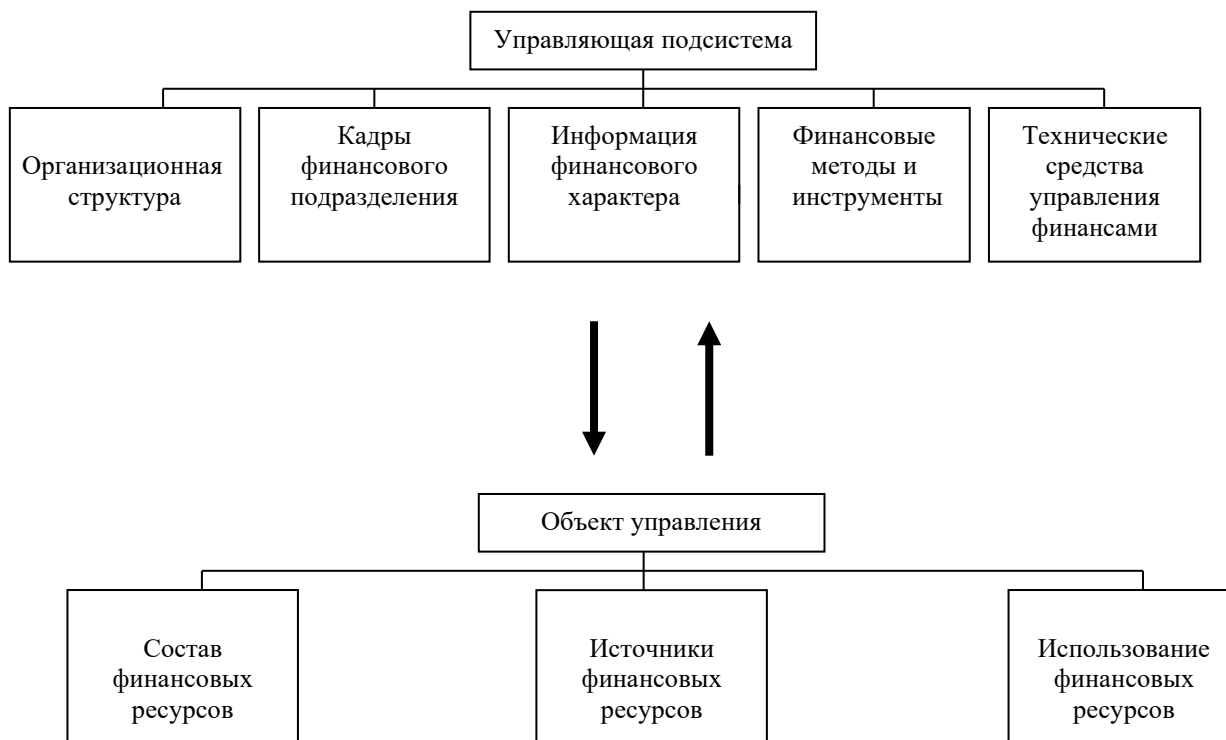 Управляющая подсистема
Организационная
структура
Кадры
финансового
подразделения
Информация
финансового
характера
Финансовые
методы и
инструменты
Технические
средства
управления
финансами
Объект управления
Состав
финансовых
ресурсов
Источники
финансовых
ресурсов
Использование
финансовых
ресурсов